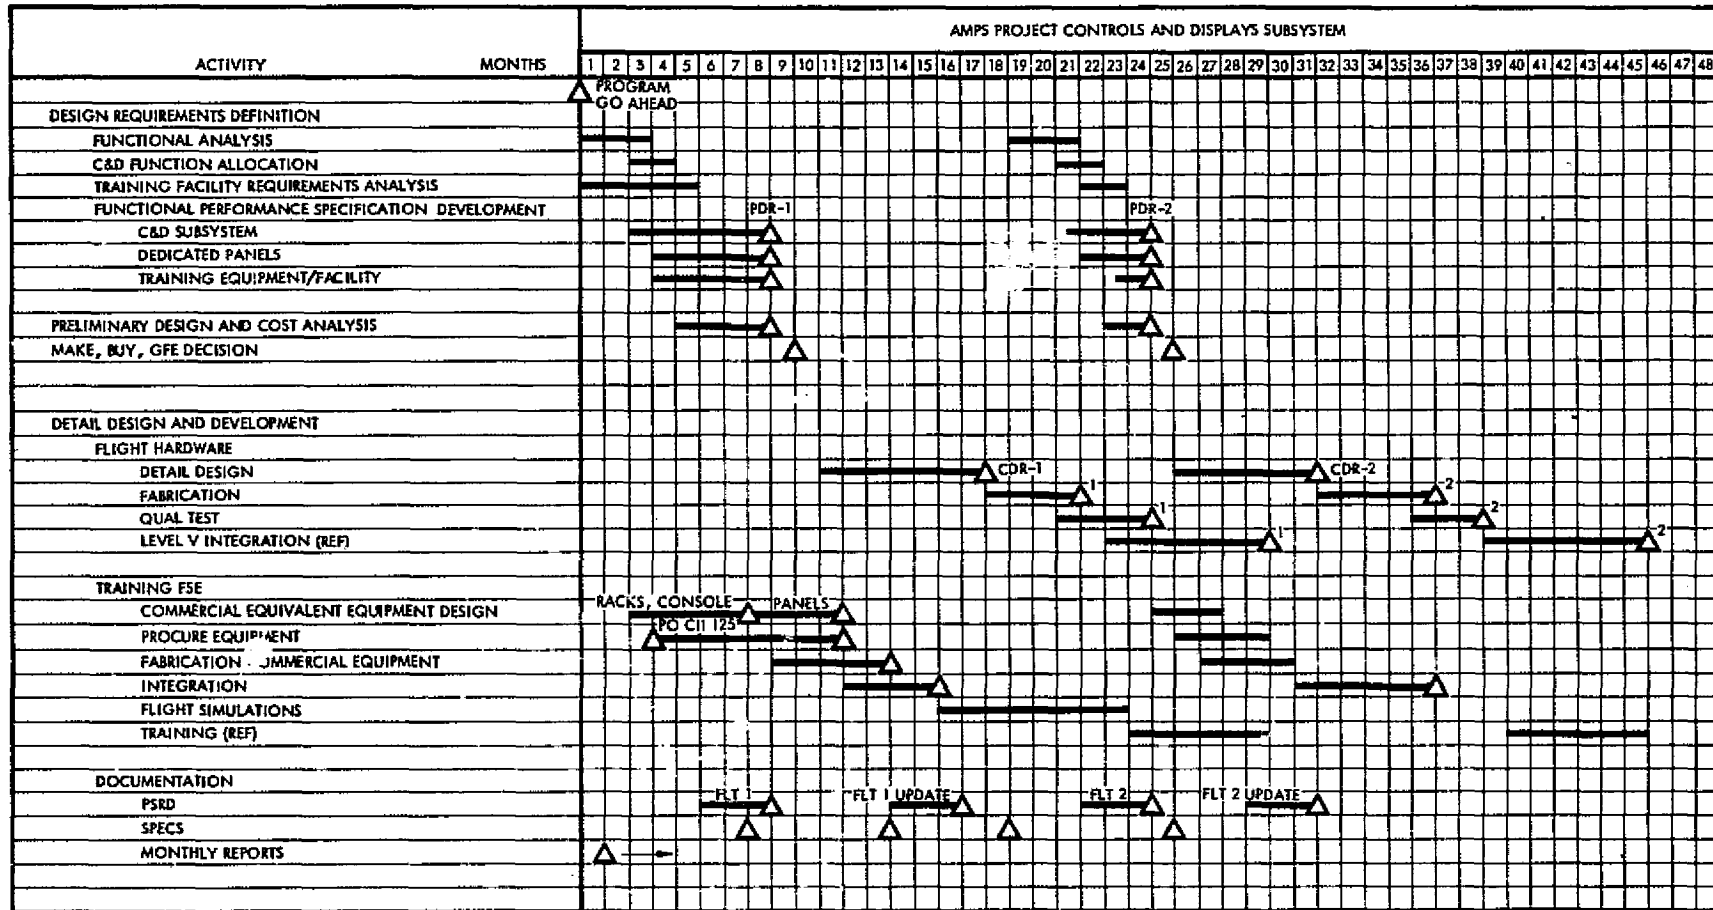 AMPS PROJECT CONTROLS AND DISPLAYS SUBSYSTEM
ACTIVITY MONTHS 1 2 3 4 5 6 7 8 9 10 11 12 13 14 15 16 17 18 19 20 21 22 23 24 25 26 27 28 29 30 31 32 33 34 35 36 37 38 39 40 41 42 43 44 45 46 47 48
PROGRAM
GO AHEAD
DESIGN REQUIREMENTS DEFINITION
FUNCTIONAL ANALYSIS
C&D FUNCTION ALLOCATION
TRAINING FACILITY REQUIREMENTS ANALYSIS
FUNCTIONAL PERFORMANCE SPECIFICATION DEVELOPMENT PDR-1 PDR-2
C&D SUBSYSTEM
DEDICATED PANELS
TRAINING EQUIPMENT/FACILITY
PRELIMINARY DESIGN AND COST ANALYSIS
MAKE, BUY, GFE DECISION
DETAIL DESIGN AND DEVELOPMENT
FLIGHT HARDWARE
DETAIL DESIGN CDR-1 CDR-2
FABRICATION 1 2
QUAL TEST 1 2
LEVEL V INTEGRATION (REF) 1 2
TRAINING FSE
COMMERCIAL EQUIVALENT EQUIPMENT DESIGN RACKS, CONSOLE PANELS
PROCURE EQUIPMENT PO CII 125
FABRICATION EQUIPMENT
INTEGRATION
FLIGHT SIMULATIONS
TRAINING (REF)
DOCUMENTATION
PSRD FLT 1 FLT 1 UPDATE FLT 2 FLT 2 UPDATE
SPECS
MONTHLY REPORTS